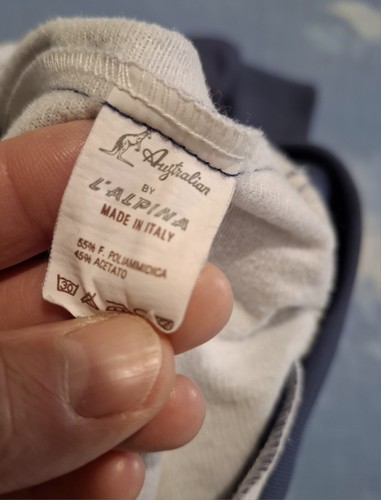 Australian
BY
L'ALPINA
MADE IN ITALY
55% F. POLIAMMIDICA
45% ACETATO
30